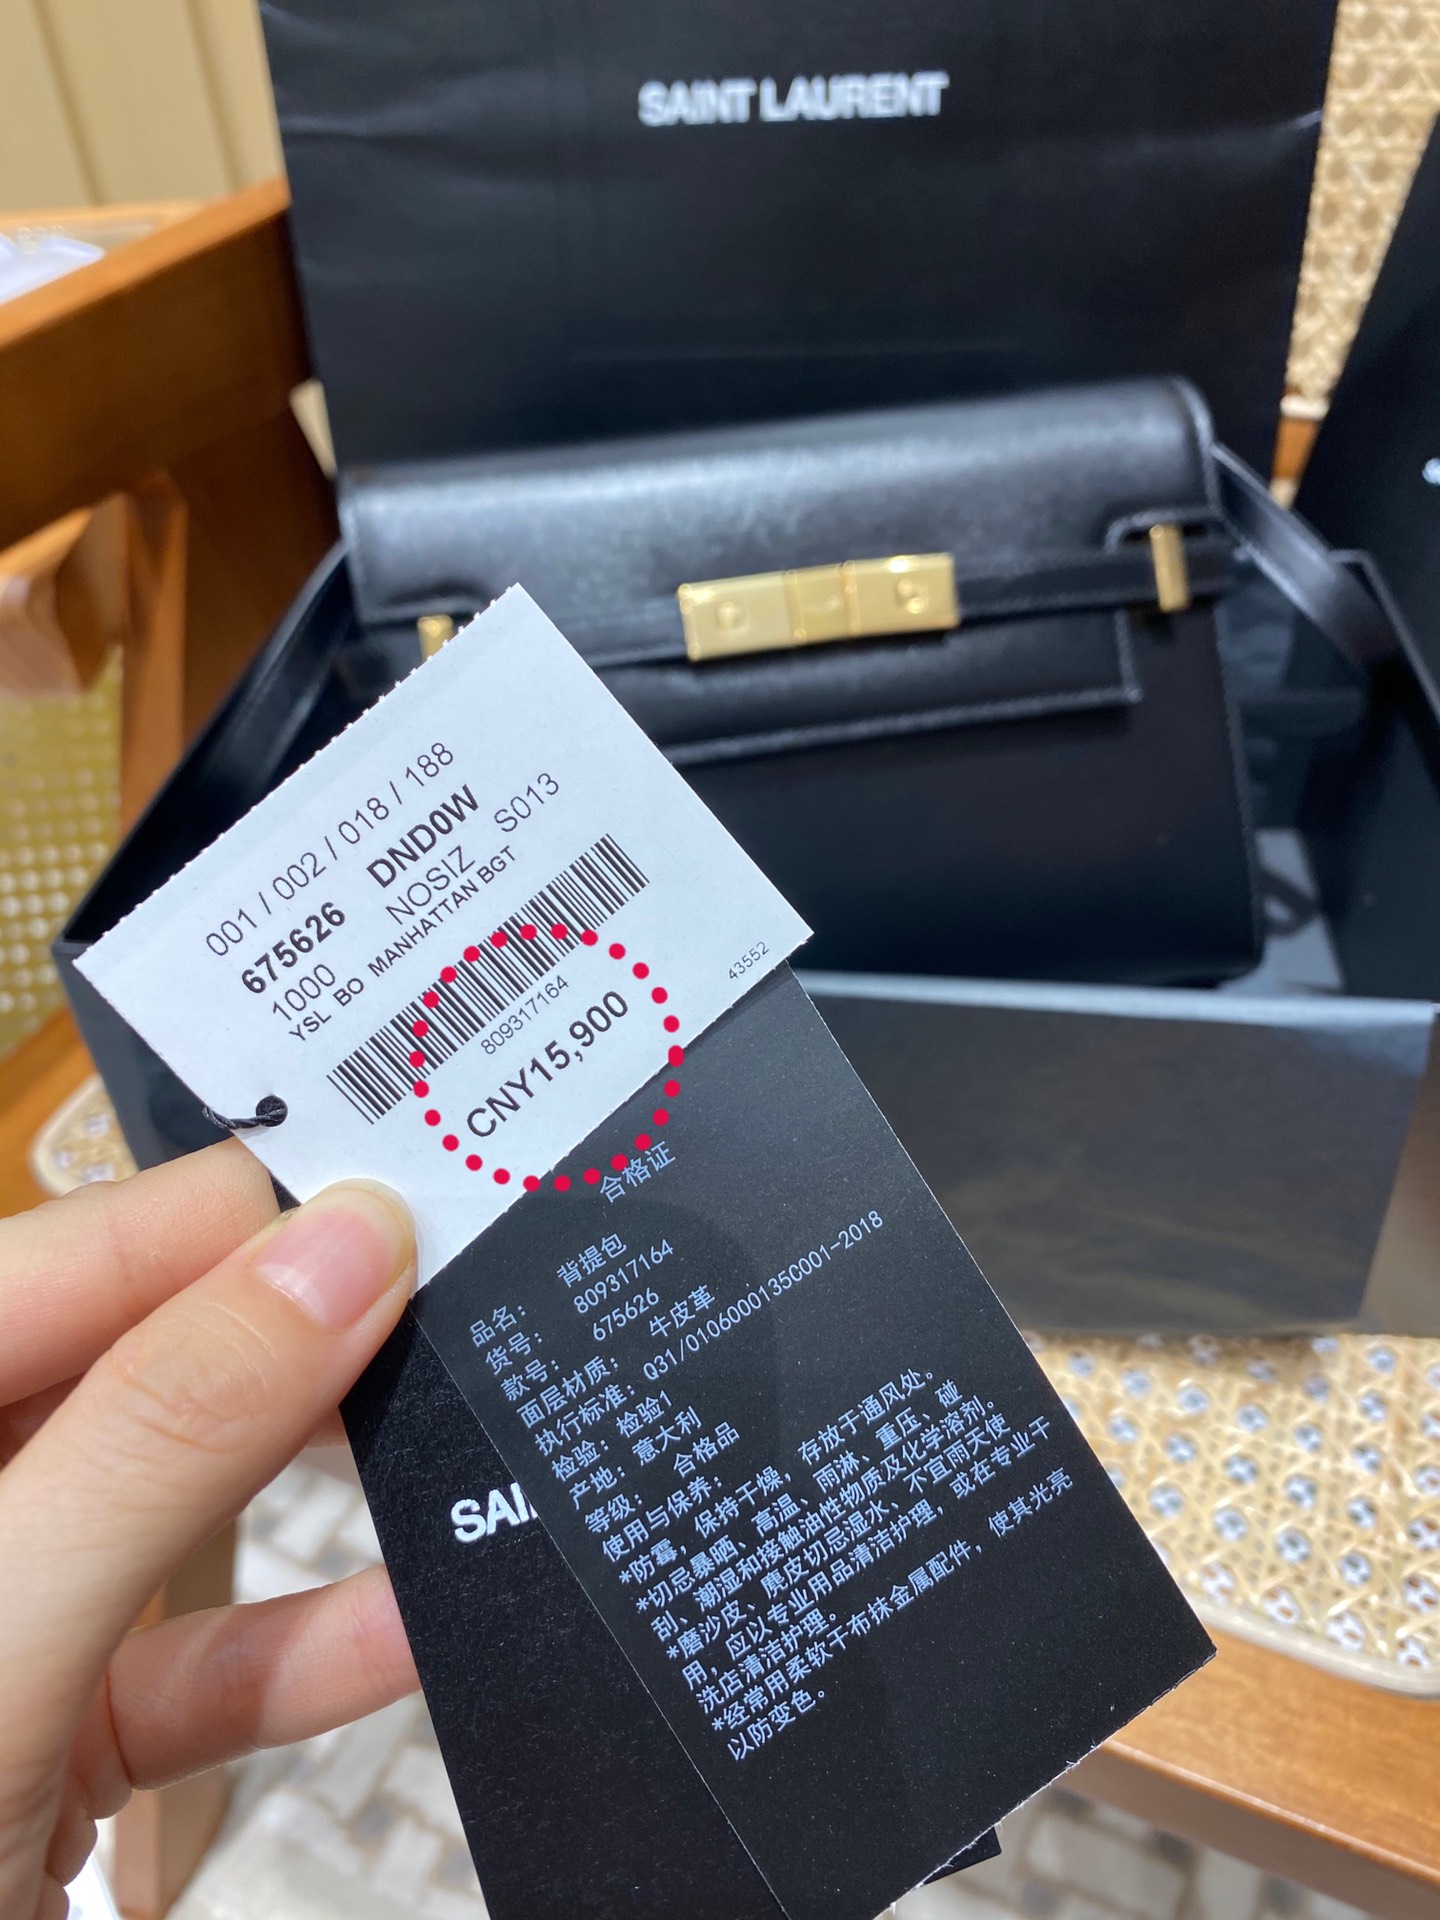 SAINT LAURENT
001 / 002 / 018 / 188
675626 DND0W
1000 NOSIZ S013
YSL BO MANHATTAN BGT
809317164
43552
CNY15,900
合格证
品名： 背提包
货号： 809317164
款号： 675626
面层材质： 牛皮革
执行标准： Q31/0106000135C001-2018
检验： 检验1
产地： 意大利
等级： 合格品
使用与保养：
*防霉， 保持干燥， 存放于通风处。
*切忌暴晒、 高温、 雨淋、 重压、 碰
刮、 潮湿和接触油性物质及化学溶剂。
*磨沙皮、 麂皮切忌湿水、 不宜雨天使
用， 应以专业用品清洁护理， 或在专业干
洗店清洁护理。
*经常用柔软干布抹金属配件， 使其光亮
以防变色。
SAI